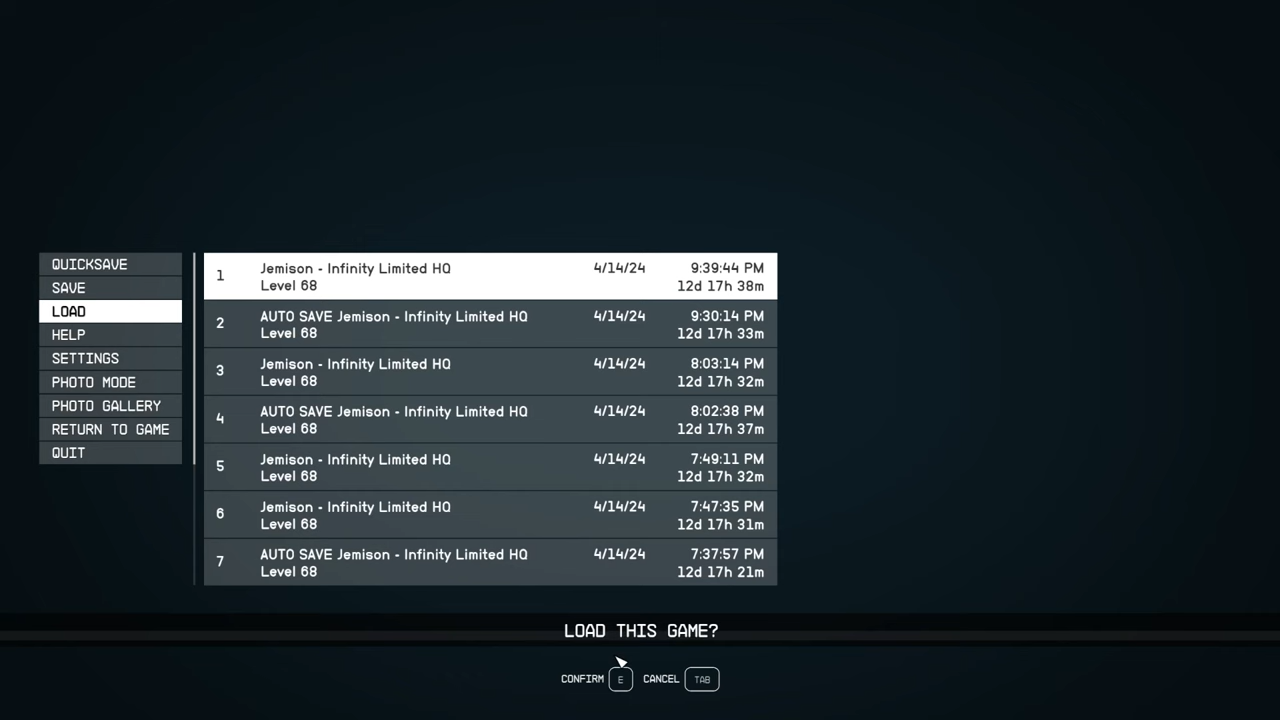 QUICKSAVE
SAVE
LOAD
HELP
SETTINGS
PHOTO MODE
PHOTO GALLERY
RETURN TO GAME
QUIT
1 Jemison - Infinity Limited HQ 4/14/24 9:39:44 PM
Level 68 12d 17h 38m
2 AUTO SAVE Jemison - Infinity Limited HQ 4/14/24 9:30:14 PM
Level 68 12d 17h 33m
3 Jemison - Infinity Limited HQ 4/14/24 8:03:14 PM
Level 68 12d 17h 32m
4 AUTO SAVE Jemison - Infinity Limited HQ 4/14/24 8:02:38 PM
Level 68 12d 17h 37m
5 Jemison - Infinity Limited HQ 4/14/24 7:49:11 PM
Level 68 12d 17h 32m
6 Jemison - Infinity Limited HQ 4/14/24 7:47:35 PM
Level 68 12d 17h 31m
7 AUTO SAVE Jemison - Infinity Limited HQ 4/14/24 7:37:57 PM
Level 68 12d 17h 21m
LOAD THIS GAME?
CONFIRM E CANCEL TAB